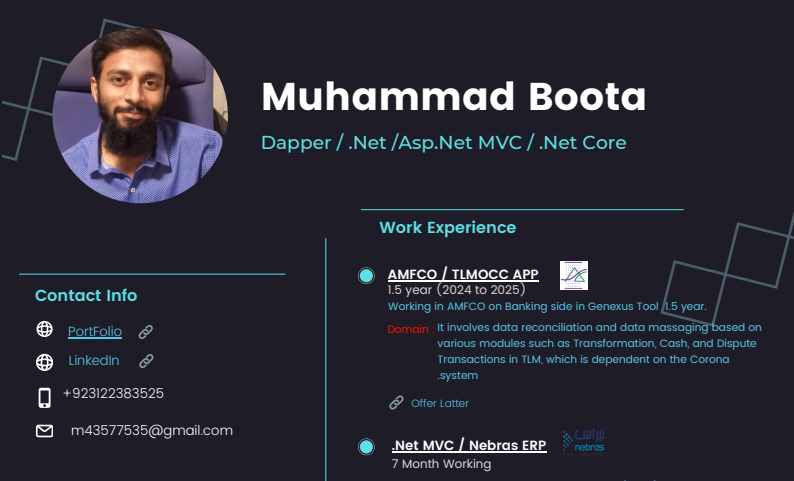 Muhammad Boota
Dapper / .Net /Asp.Net MVC / .Net Core
Contact Info
PortFolio
LinkedIn
+923122383525
m43577535@gmail.com
Work Experience
AMFCO / TLMOCC APP
1.5 year (2024 to 2025)
Working in AMFCO on Banking side in Genexus Tool /1.5 year.
Domain : It involves data reconciliation and data massaging based on
various modules such as Transformation, Cash, and Dispute
Transactions in TLM, which is dependent on the Corona
.system
Offer Latter
.Net MVC / Nebras ERP
نبراس
nebras
7 Month Working